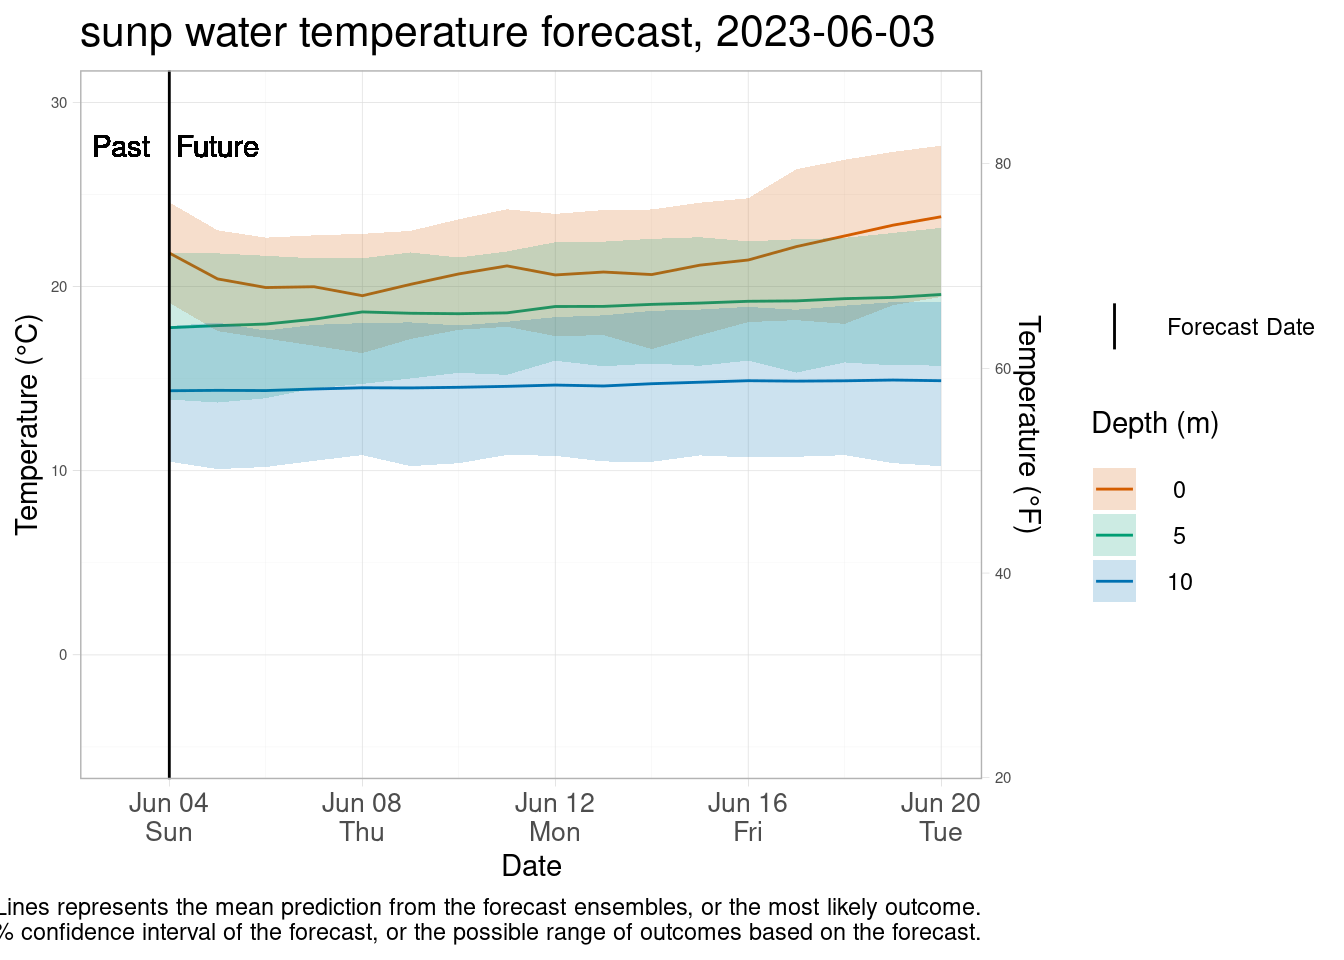 sunp water temperature forecast, 2023-06-03
30
20
10
0
Temperature (°C)
Past
Future
80
60
40
20
Temperature (°F)
Jun 04
Sun
Jun 08
Thu
Jun 12
Mon
Jun 16
Fri
Jun 20
Tue
Date
Forecast Date
Depth (m)
0
5
10
Lines represents the mean prediction from the forecast ensembles, or the most likely outcome.
% confidence interval of the forecast, or the possible range of outcomes based on the forecast.